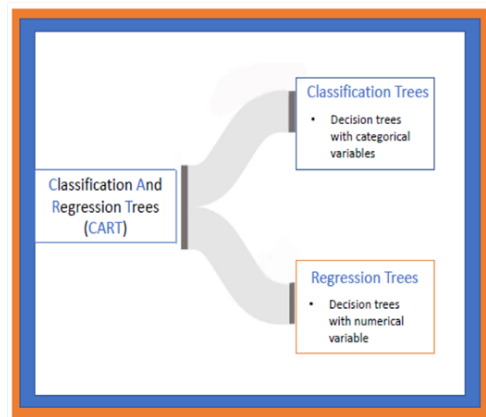 Classification Trees
• Decision trees
with categorical
variables
Classification And
Regression Trees
(CART)
Regression Trees
• Decision trees
with numerical
variable